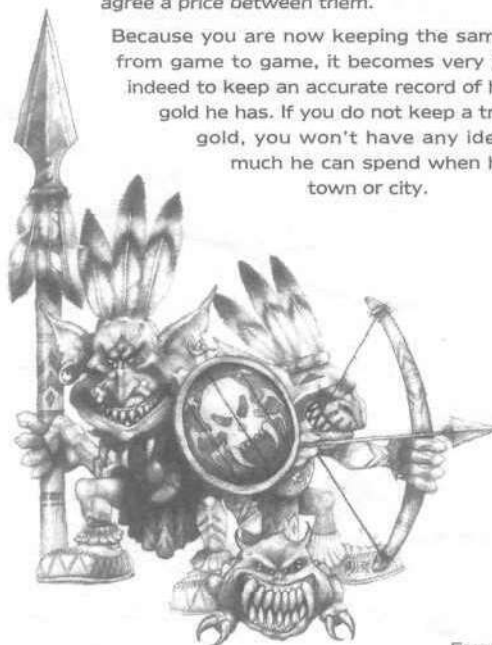 agree a price between them.
Because you are now keeping the sam
from game to game, it becomes very
indeed to keep an accurate record of h
gold he has. If you do not keep a tr
gold, you won't have any ide
much he can spend when h
town or city.